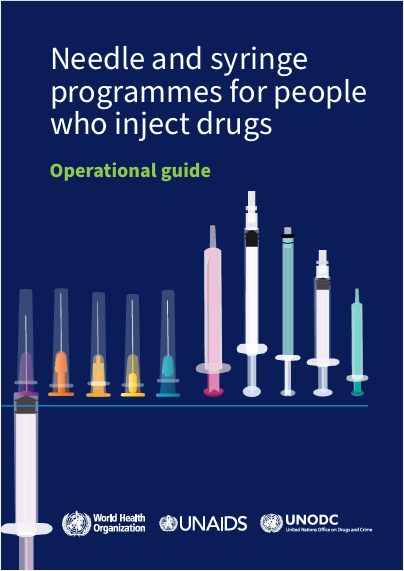 Needle and syringe
programmes for people
who inject drugs
Operational guide
World Health
Organization
UNAIDS
UNODC
United Nations Office on Drugs and Crime